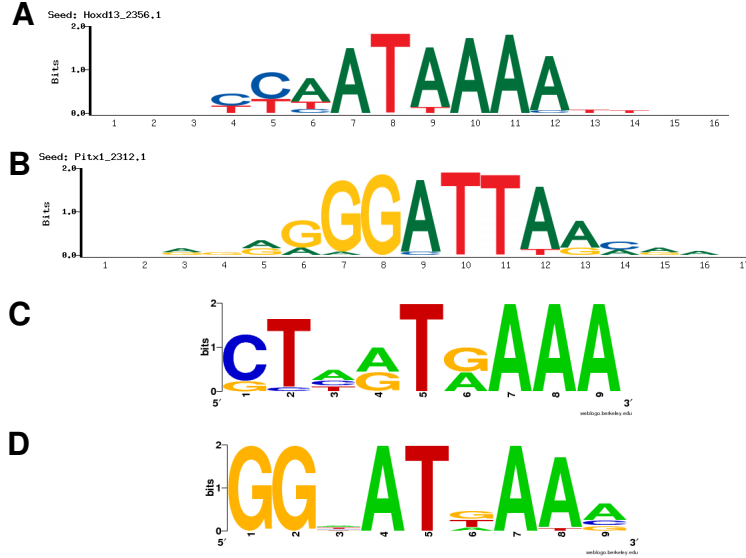 A
Seed: Hoxd13_2356.1
2.0
1.0
0.0
Bits
C T C T A T C A T A T A A A C
1 2 3 4 5 6 7 8 9 10 11 12 13 14 15 16
B
Seed: Pitx1_2312.1
2.0
1.0
0.0
Bits
A A G G A G A G A G A C T T A T A G C A A G A
1 2 3 4 5 6 7 8 9 10 11 12 13 14 15 16 17
C
2
1
0
bits
C G T C A C T A G T G A A A A
5′ 1 2 3 4 5 6 7 8 9 3′
weblogo.berkeley.edu
D
2
1
0
bits
G G A T G T A A A T A C G
5′ 1 2 3 4 5 6 7 8 9 3′
weblogo.berkeley.edu